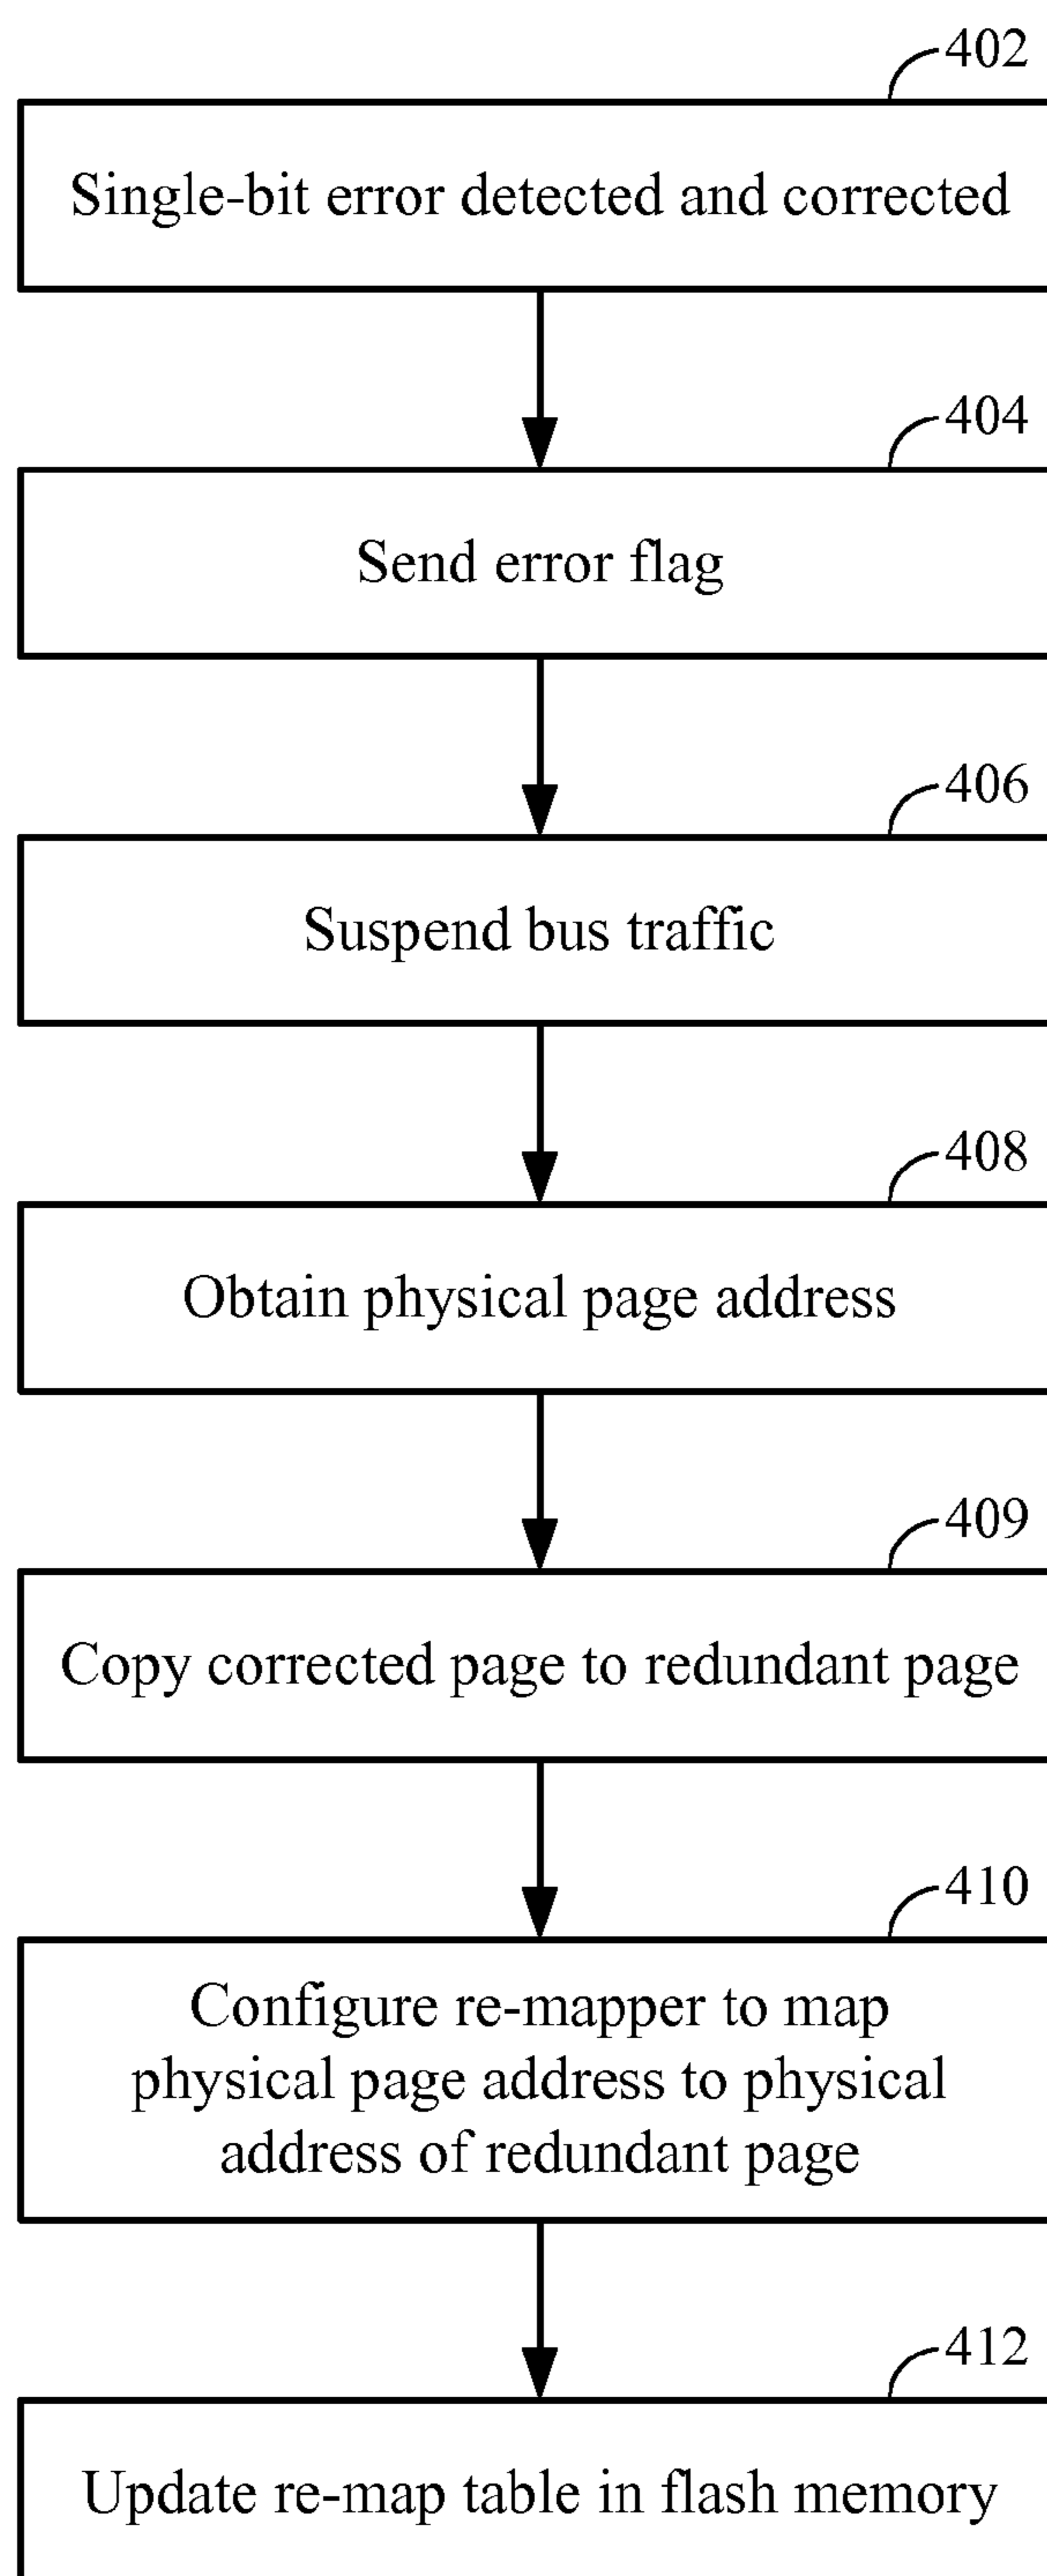 402
Single-bit error detected and corrected
404
Send error flag
406
Suspend bus traffic
408
Obtain physical page address
409
Copy corrected page to redundant page
410
Configure re-mapper to map
physical page address to physical
address of redundant page
412
Update re-map table in flash memory